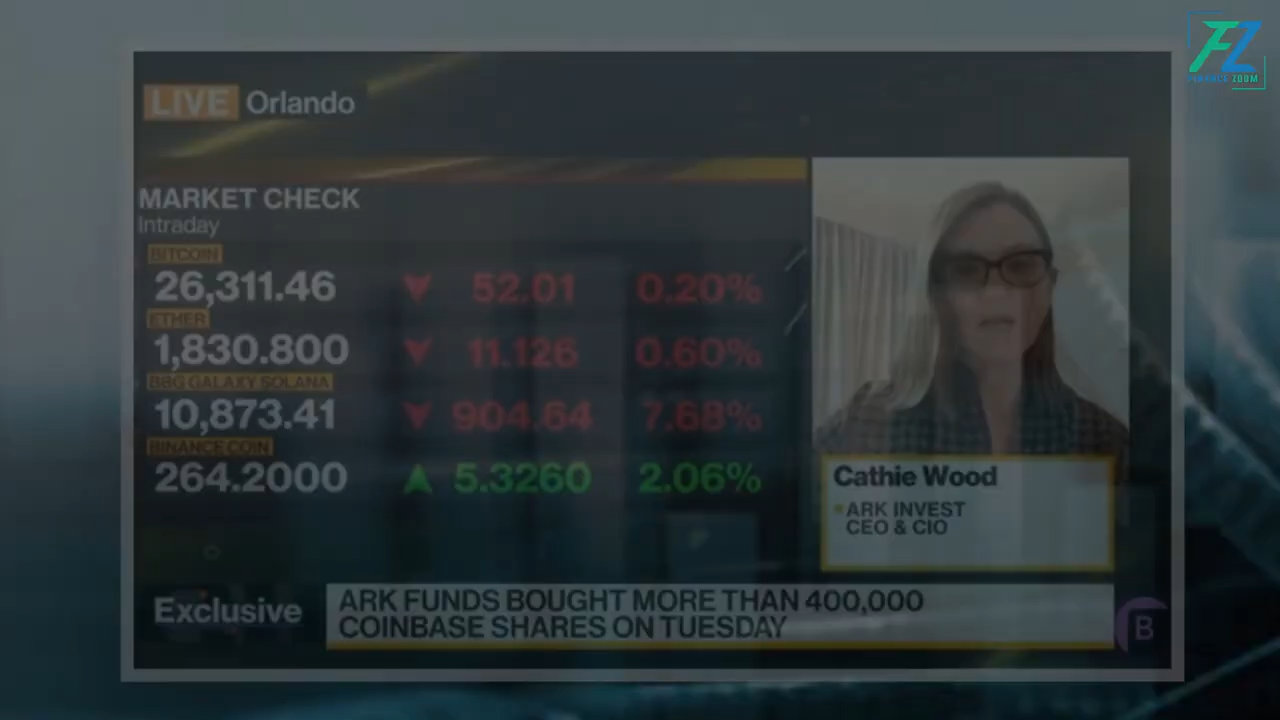 FZ
FINANCE ZOOM
LIVE Orlando
MARKET CHECK
Intraday
BITCOIN
26,311.46 ▼ 52.01 0.20%
ETHER
1,830.800 ▼ 11.126 0.60%
BBG GALAXY SOLANA
10,873.41 ▼ 904.64 7.68%
BINANCE COIN
264.2000 ▲ 5.3260 2.06%
Cathie Wood
ARK INVEST
CEO & CIO
Exclusive
ARK FUNDS BOUGHT MORE THAN 400,000
COINBASE SHARES ON TUESDAY
B